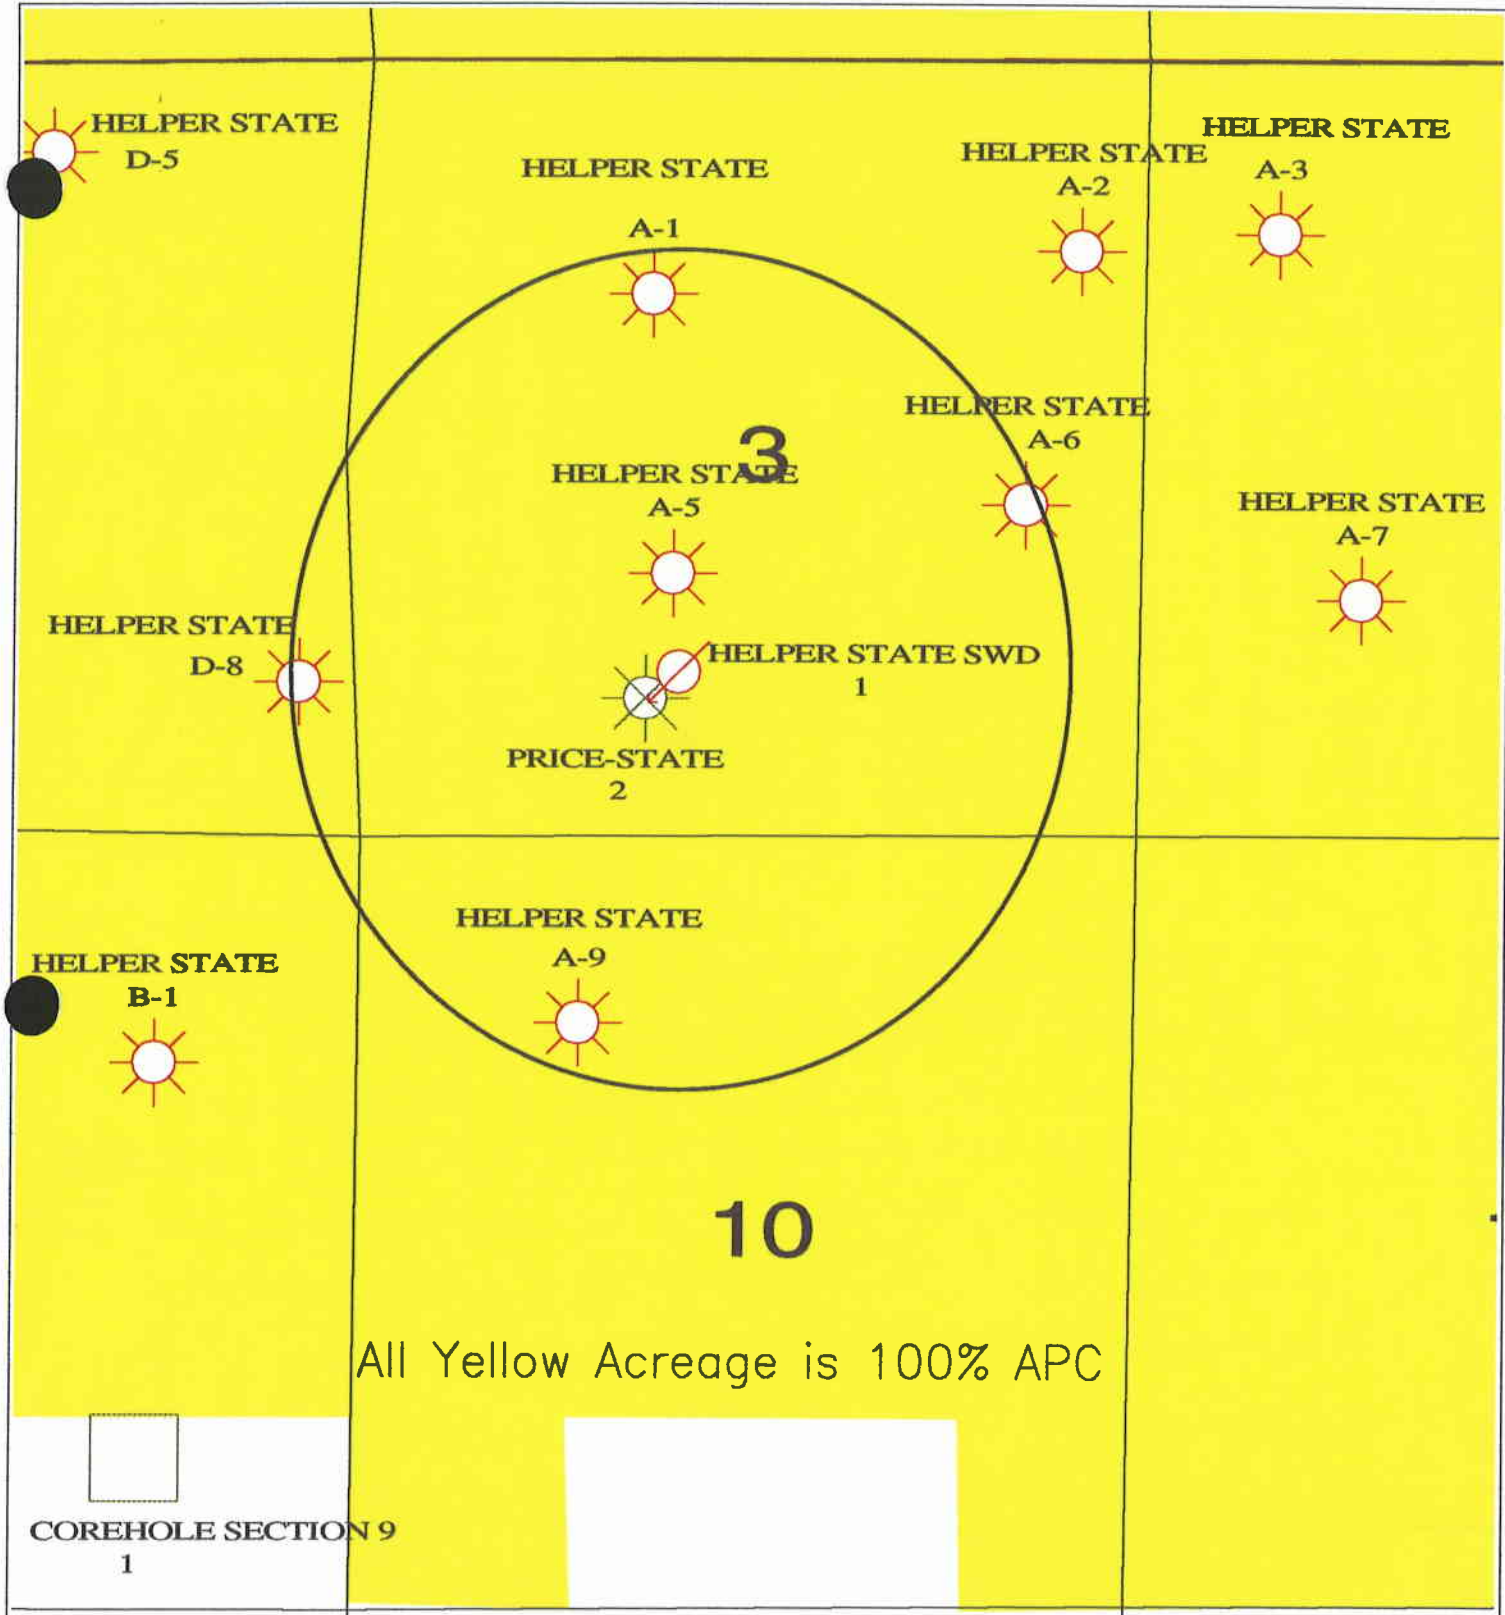 HELPER STATE
D-5
HELPER STATE
A-1
HELPER STATE
A-2
HELPER STATE
A-3
3
HELPER STATE
A-5
HELPER STATE
A-6
HELPER STATE
A-7
HELPER STATE
D-8
HELPER STATE SWD
1
PRICE-STATE
2
HELPER STATE
A-9
HELPER STATE
B-1
10
All Yellow Acreage is 100% APC
COREHOLE SECTION 9
1